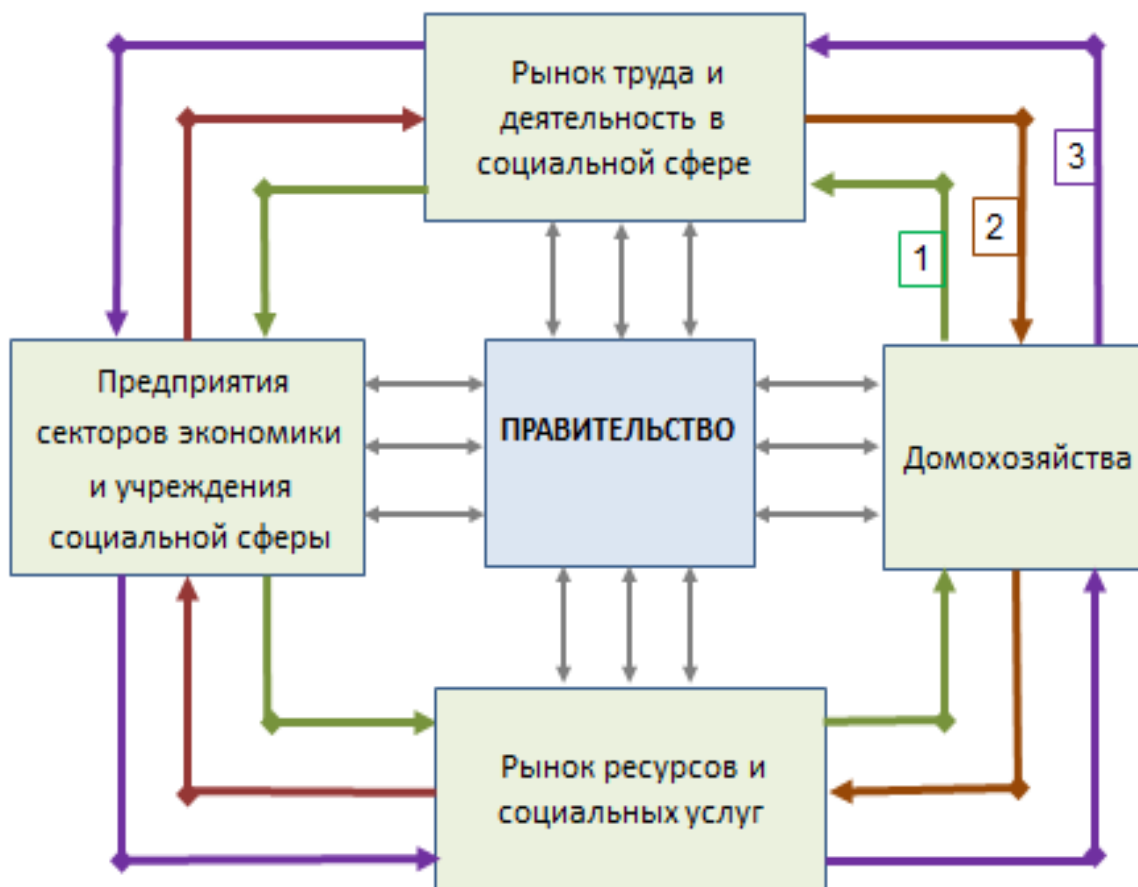 Рынок труда и
деятельность в
социальной сфере
3
2
1
Предприятия
секторов экономики
и учреждения
социальной сферы
ПРАВИТЕЛЬСТВО
Домохозяйства
Рынок ресурсов и
социальных услуг